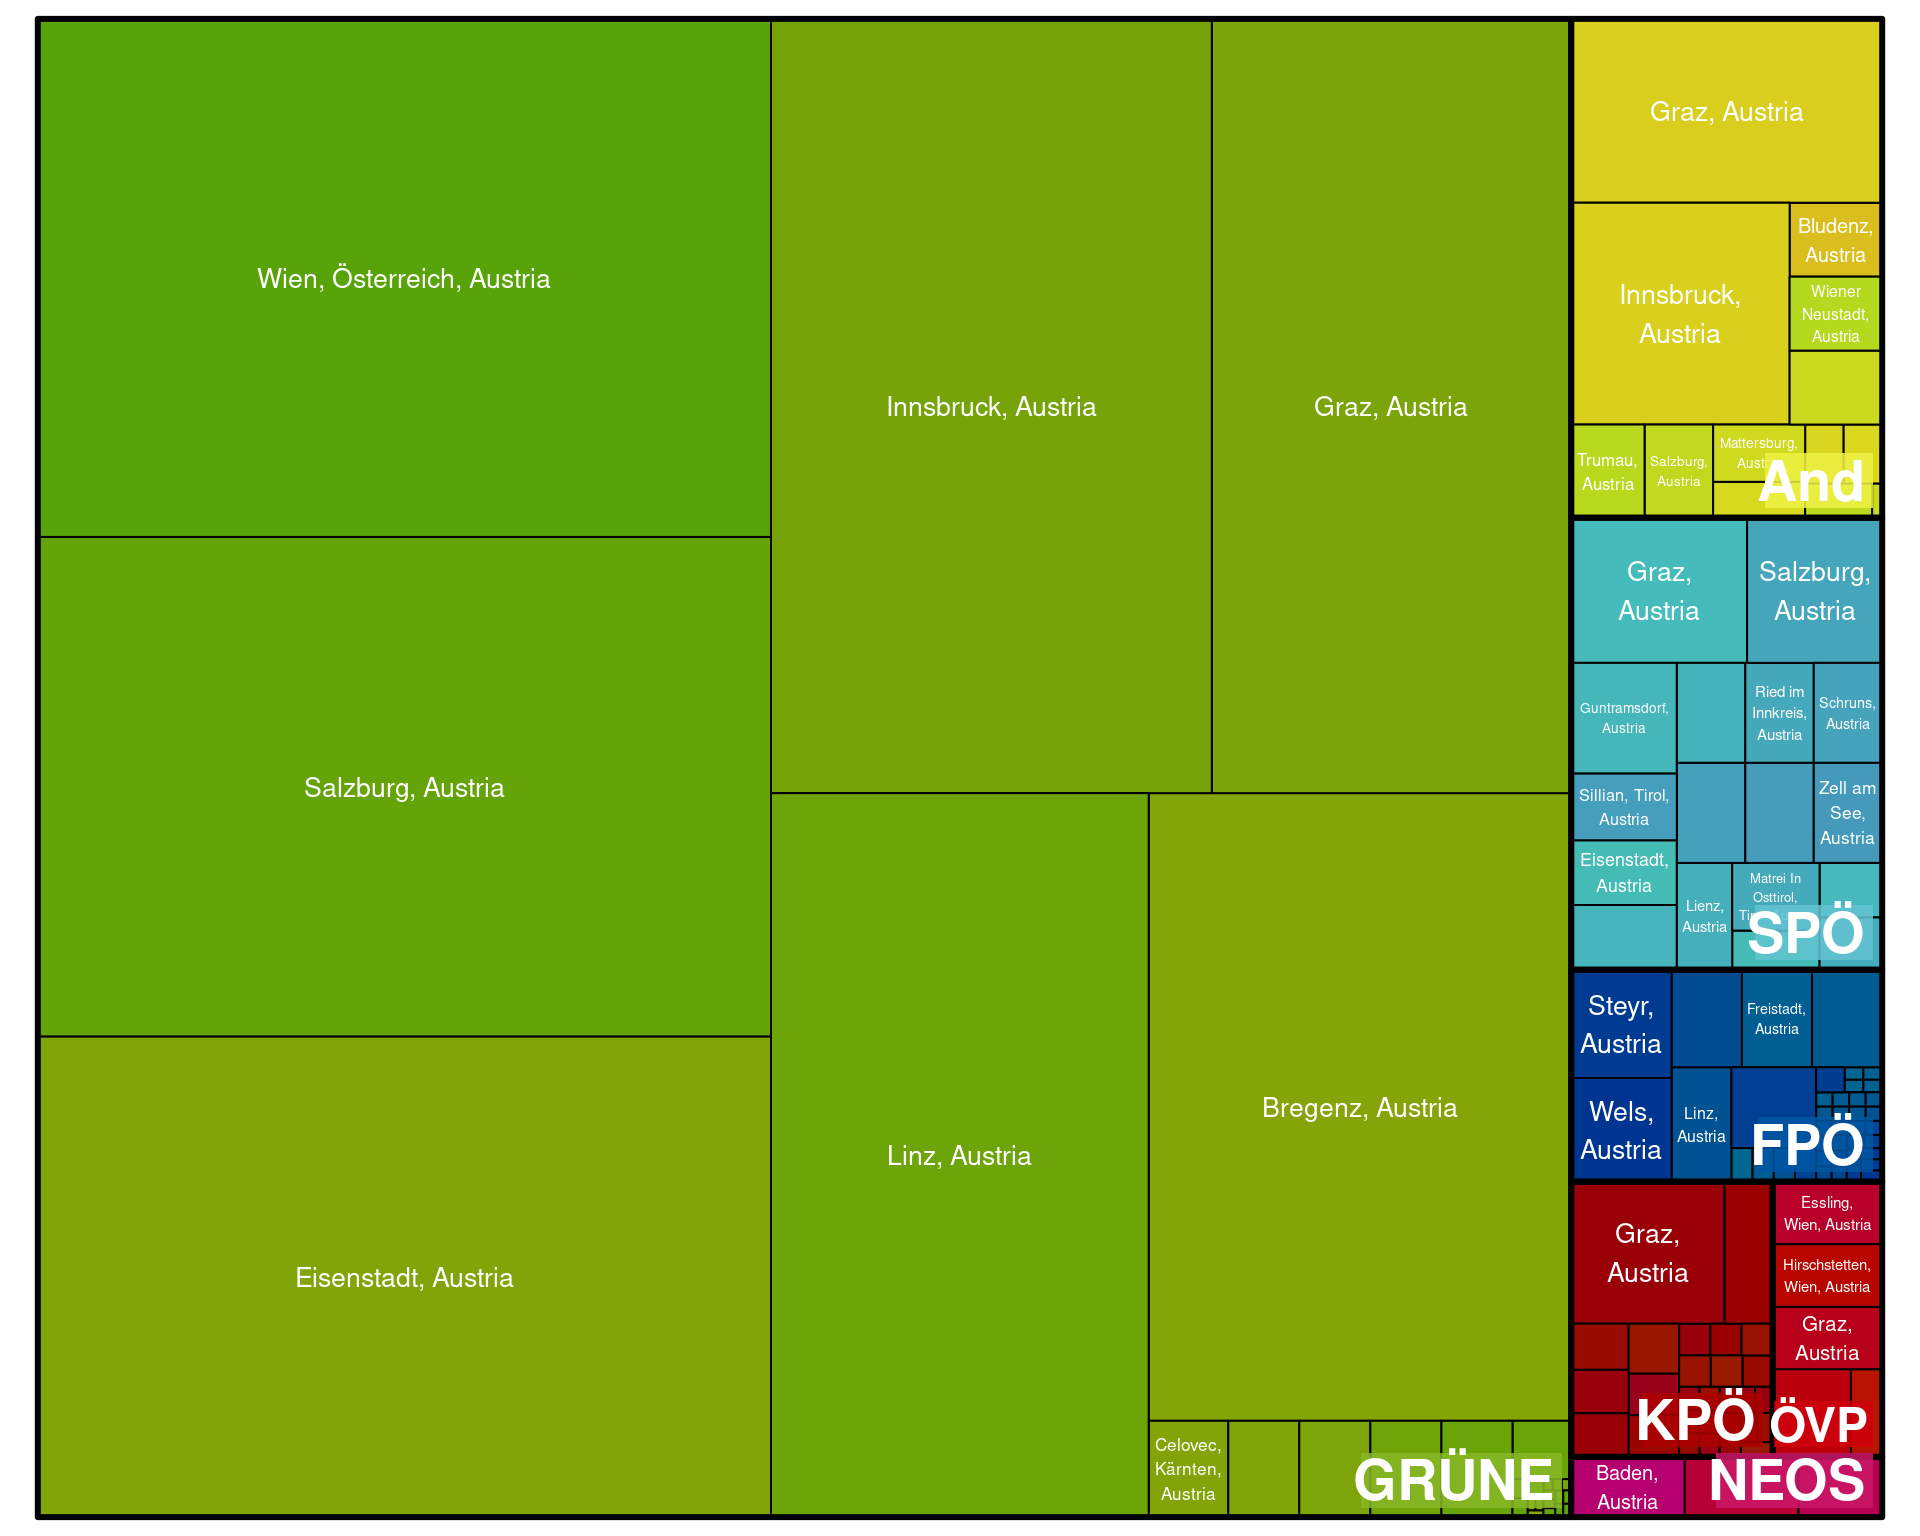 Wien, Österreich, Austria
Salzburg, Austria
Eisenstadt, Austria
Innsbruck, Austria
Graz, Austria
Linz, Austria
Bregenz, Austria
Celovec,
Kärnten,
Austria
GRÜNE
Graz, Austria
Innsbruck,
Austria
Bludenz,
Austria
Wiener
Neustadt,
Austria
Trumau,
Austria
Salzburg,
Austria
Mattersburg,
And
Graz,
Austria
Salzburg,
Austria
Guntramsdorf,
Austria
Ried im
Innkreis,
Austria
Schruns,
Austria
Sillian, Tirol,
Austria
Zell am
See,
Austria
Eisenstadt,
Austria
Lienz,
Austria
Matrei In
Osttirol,
SPÖ
Steyr,
Austria
Freistadt,
Austria
Wels,
Austria
Linz,
Austria
FPÖ
Graz,
Austria
KPÖ
Essling,
Wien, Austria
Hirschstetten,
Wien, Austria
Graz,
Austria
ÖVP
Baden,
Austria
NEOS